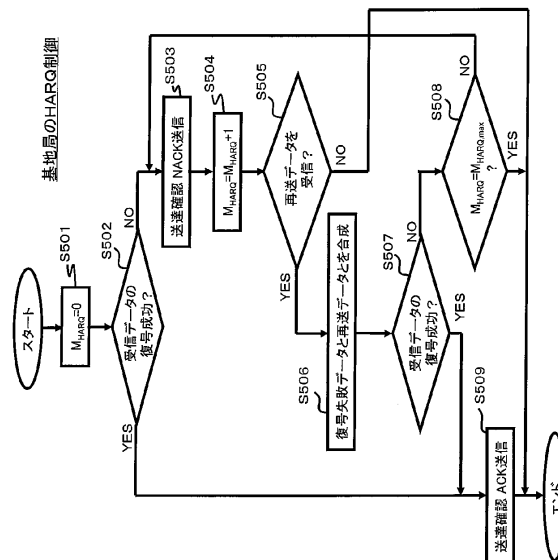 基地局のHARQ制御
スタート
S501
M_HARQ=0
S502
受信データの
復号成功？
YES
NO
S503
送達確認 NACK送信
S504
M_HARQ=M_HARQ+1
S505
再送データを
受信？
YES
NO
S506
復号失敗データと再送データとを合成
S507
受信データの
復号成功？
YES
NO
S508
M_HARQ=M_HARQ,max
？
NO
YES
S509
送達確認 ACK送信
エンド